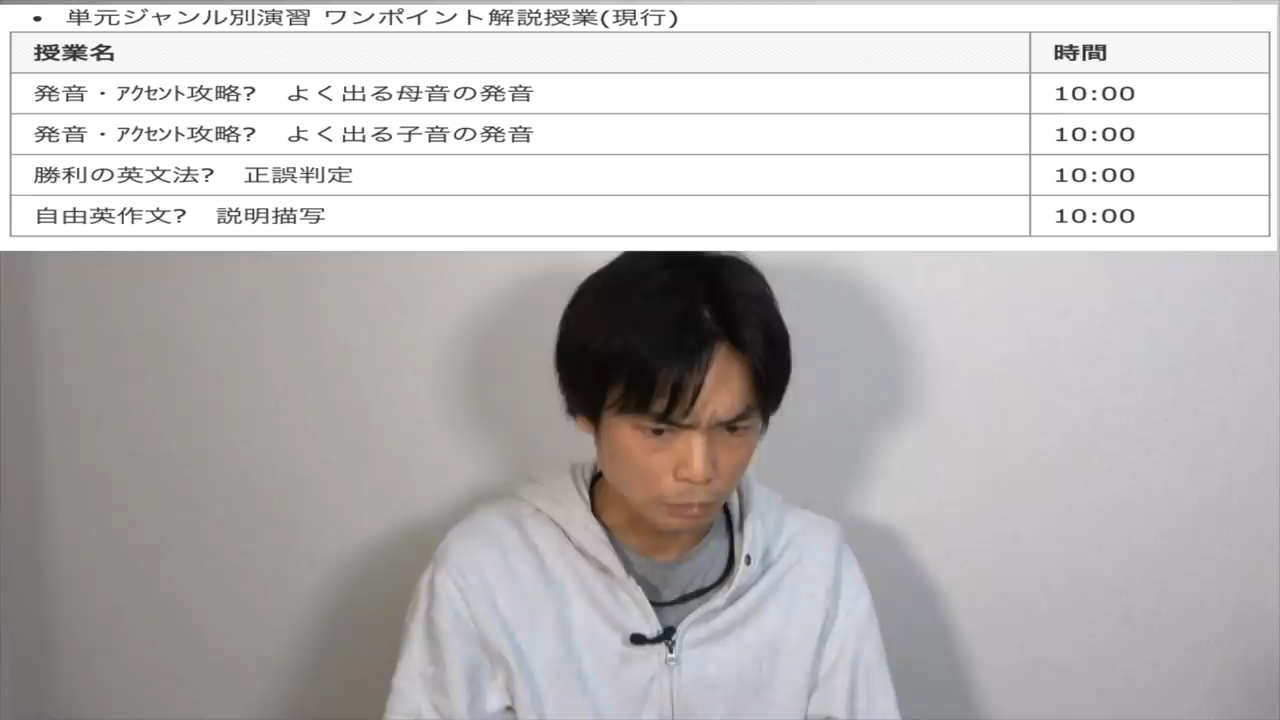 • 単元ジャンル別演習 ワンポイント解説授業(現行)
授業名 時間
発音・ｱｸｾﾝﾄ攻略?　よく出る母音の発音 10:00
発音・ｱｸｾﾝﾄ攻略?　よく出る子音の発音 10:00
勝利の英文法?　正誤判定 10:00
自由英作文?　説明描写 10:00